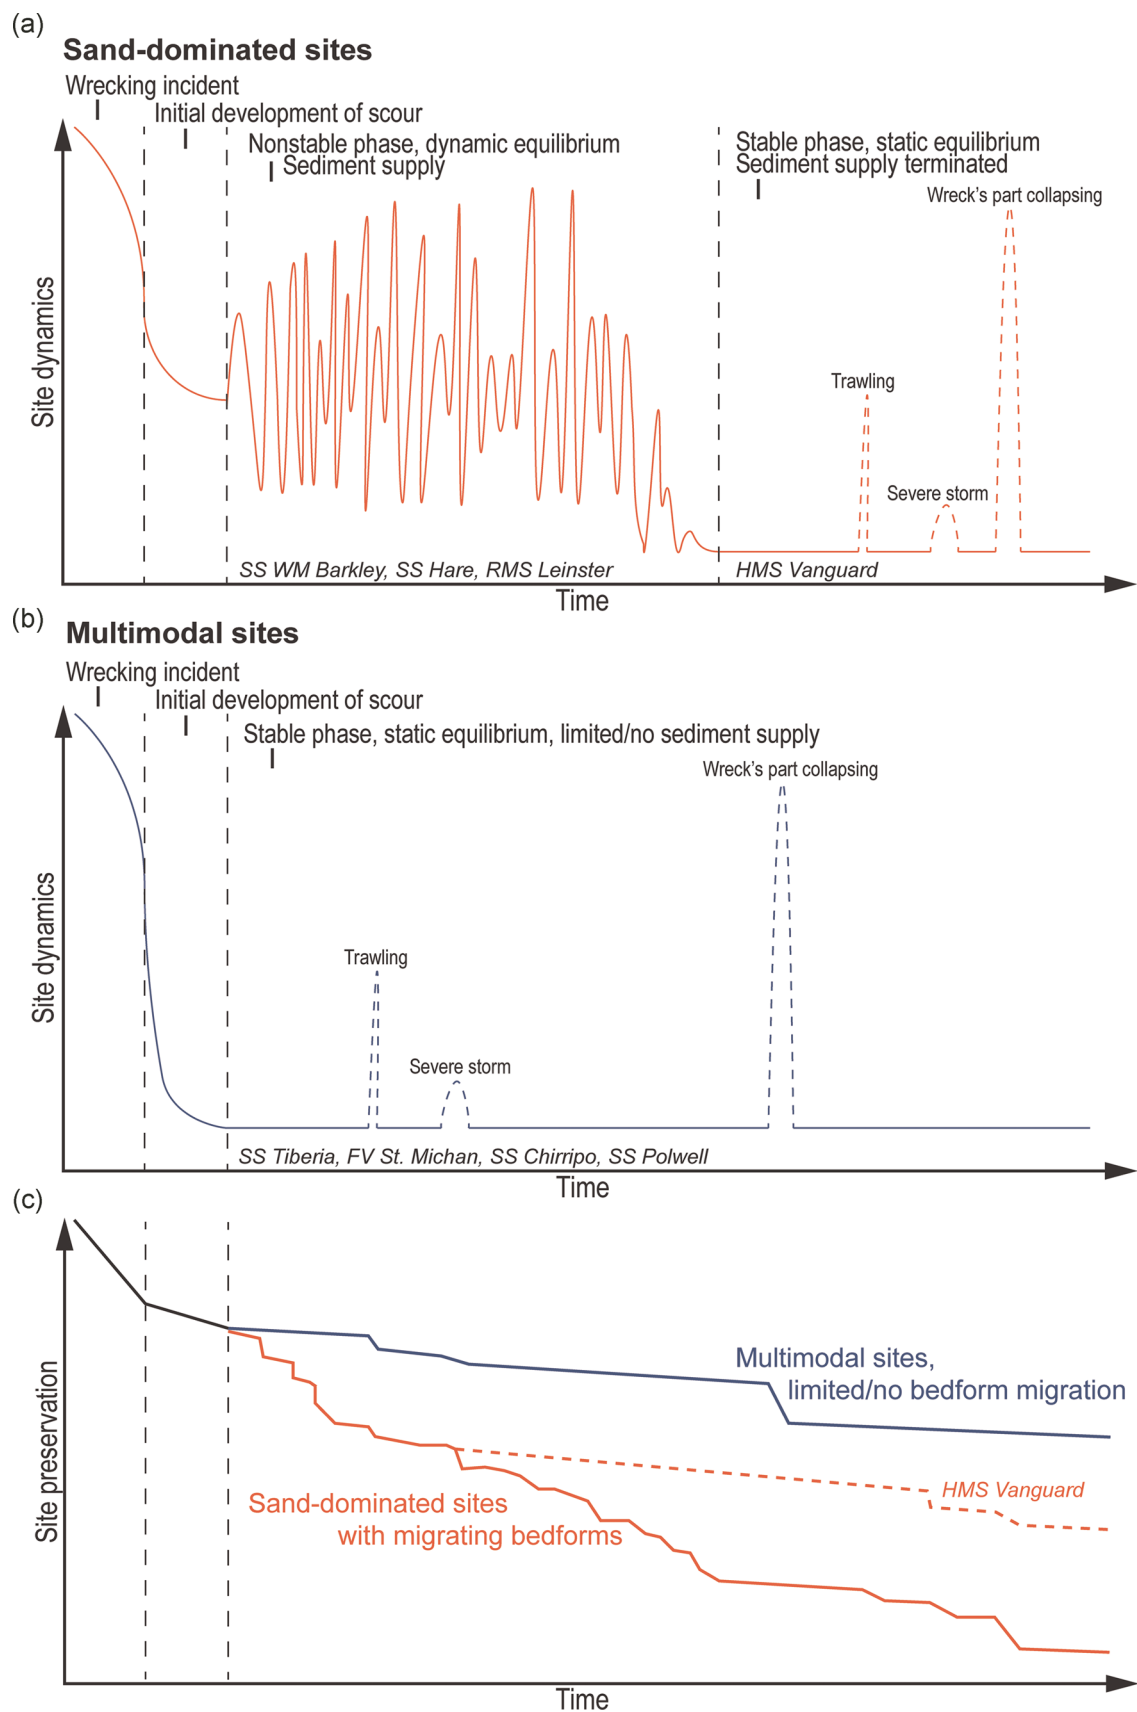 (a)
Sand-dominated sites
Wrecking incident
Initial development of scour
Nonstable phase, dynamic equilibrium
Sediment supply
Stable phase, static equilibrium
Sediment supply terminated
Wreck's part collapsing
Trawling
Severe storm
Site dynamics
SS WM Barkley, SS Hare, RMS Leinster
HMS Vanguard
Time
(b)
Multimodal sites
Wrecking incident
Initial development of scour
Stable phase, static equilibrium, limited/no sediment supply
Wreck's part collapsing
Trawling
Severe storm
Site dynamics
SS Tiberia, FV St. Michan, SS Chirripo, SS Polwell
Time
(c)
Multimodal sites,
limited/no bedform migration
HMS Vanguard
Sand-dominated sites
with migrating bedforms
Site preservation
Time